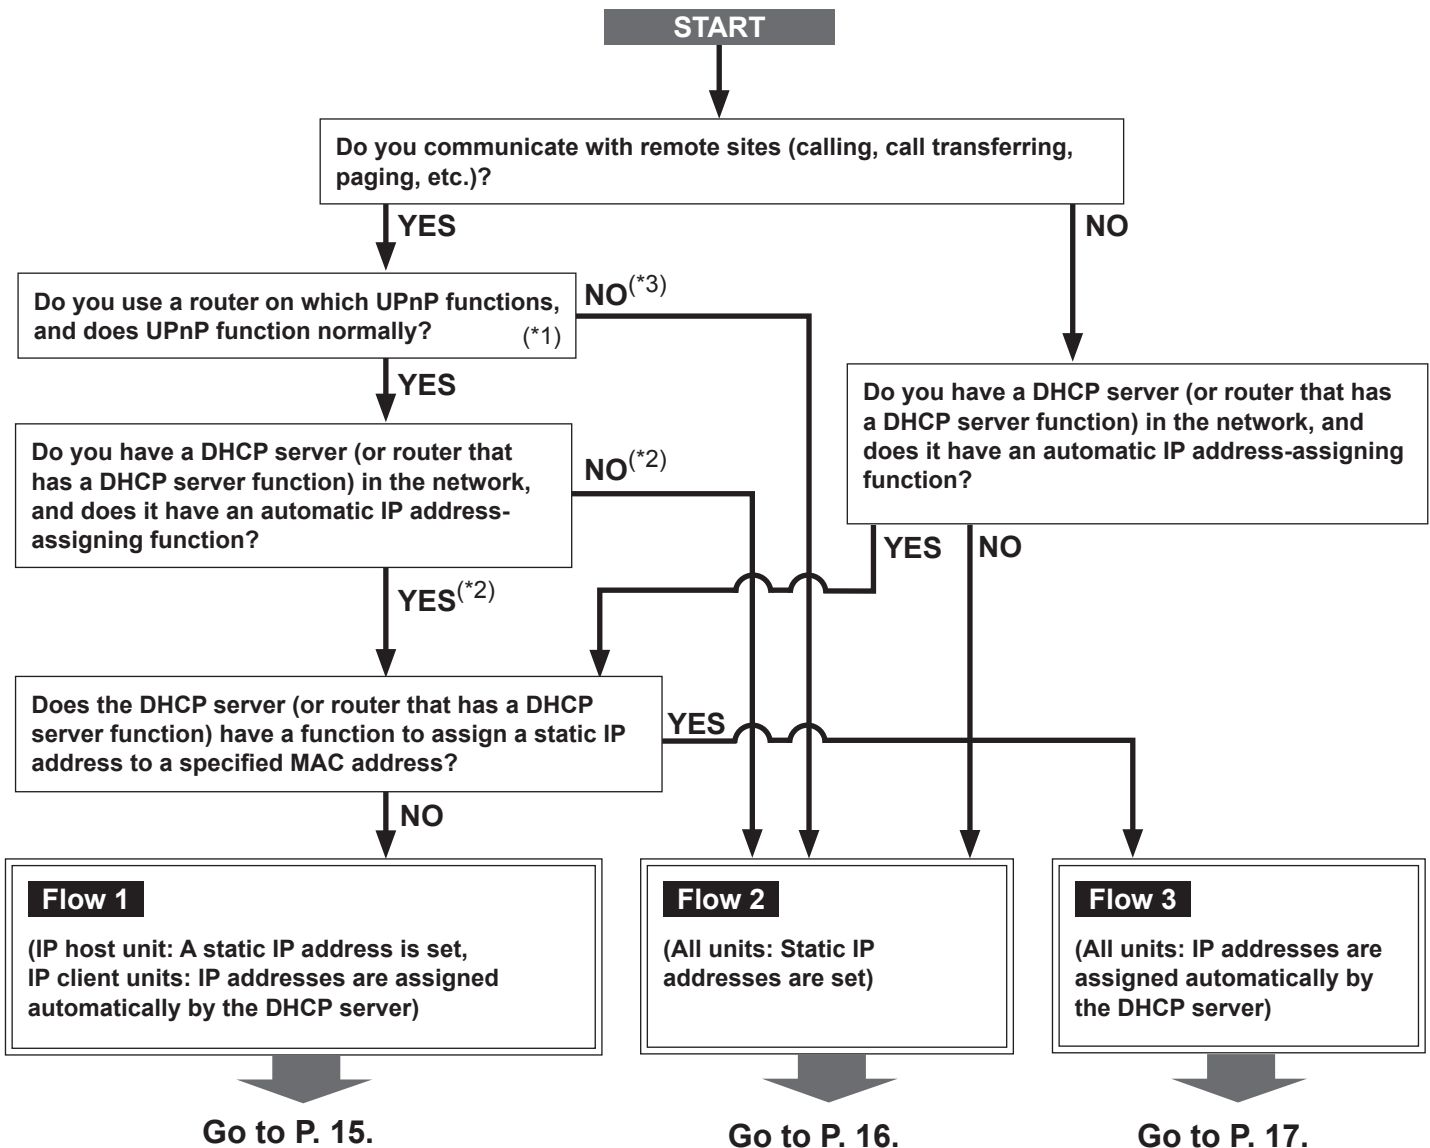 START
Do you communicate with remote sites (calling, call transferring,
paging, etc.)?
YES
NO
Do you use a router on which UPnP functions,
and does UPnP function normally?
(*1)
NO(*3)
YES
Do you have a DHCP server (or router that has
a DHCP server function) in the network, and
does it have an automatic IP address-assigning
function?
Do you have a DHCP server (or router that
has a DHCP server function) in the network,
and does it have an automatic IP address-
assigning function?
NO(*2)
YES
NO
YES(*2)
Does the DHCP server (or router that has a DHCP
server function) have a function to assign a static IP
address to a specified MAC address?
YES
NO
Flow 1
(IP host unit: A static IP address is set,
IP client units: IP addresses are assigned
automatically by the DHCP server)
Flow 2
(All units: Static IP
addresses are set)
Flow 3
(All units: IP addresses are
assigned automatically by
the DHCP server)
Go to P. 15.
Go to P. 16.
Go to P. 17.